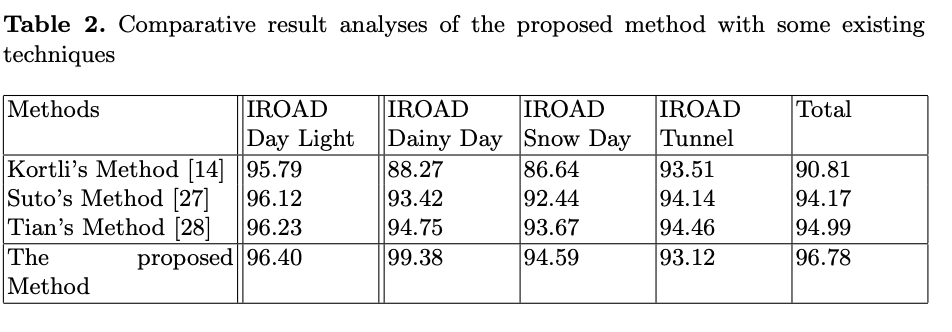 Table 2. Comparative result analyses of the proposed method with some existing
techniques
Methods IROAD IROAD IROAD IROAD Total
Day Light Dainy Day Snow Day Tunnel
Kortli's Method [14] 95.79 88.27 86.64 93.51 90.81
Suto's Method [27] 96.12 93.42 92.44 94.14 94.17
Tian's Method [28] 96.23 94.75 93.67 94.46 94.99
The proposed 96.40 99.38 94.59 93.12 96.78
Method